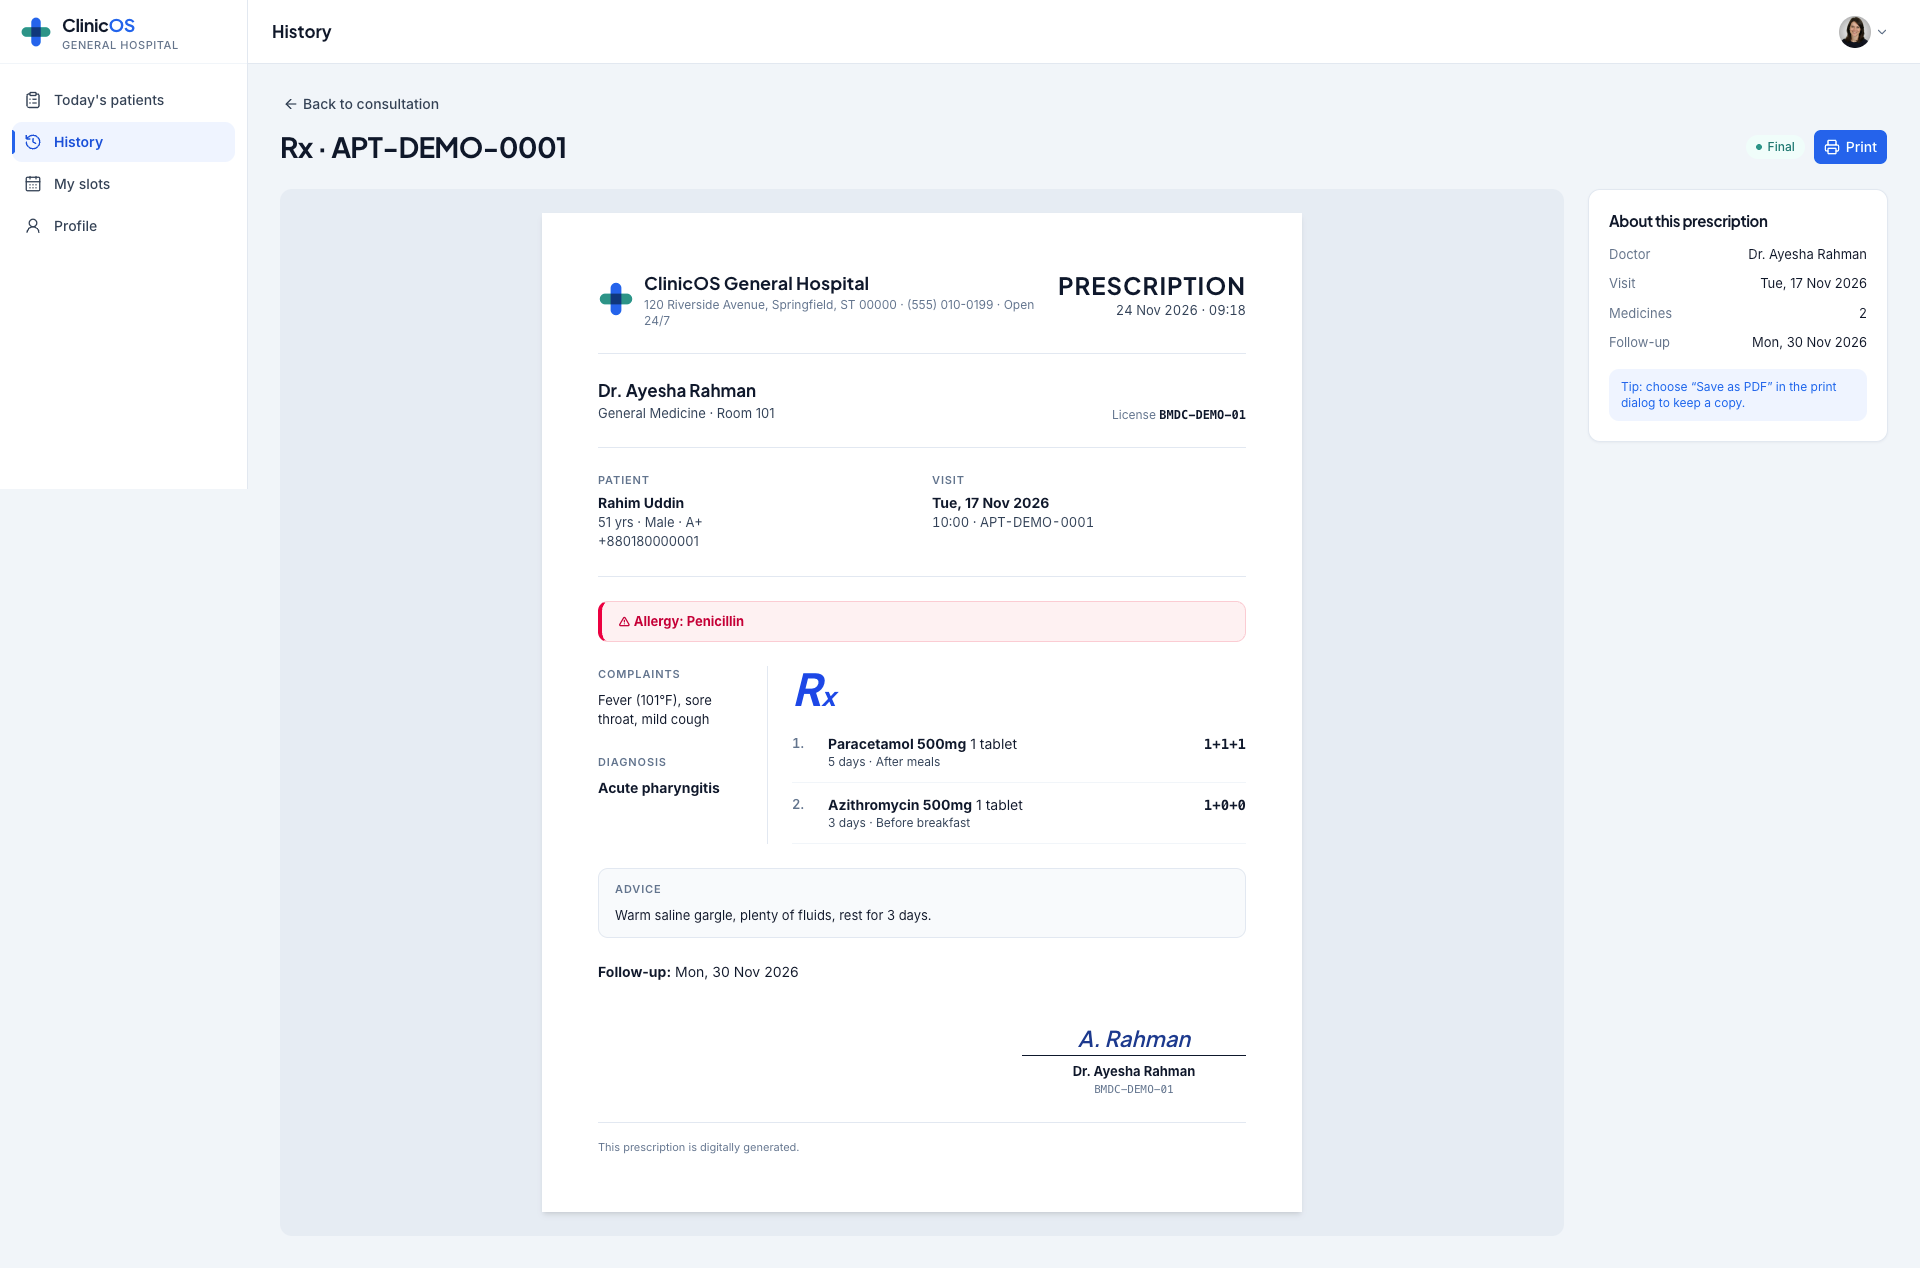 ClinicOS
GENERAL HOSPITAL
History
Today's patients
History
My slots
Profile
Back to consultation
Rx · APT-DEMO-0001
Final
Print
ClinicOS General Hospital
120 Riverside Avenue, Springfield, ST 00000 · (555) 010-0199 · Open
24/7
PRESCRIPTION
24 Nov 2026 · 09:18
Dr. Ayesha Rahman
General Medicine · Room 101
License BMDC-DEMO-01
PATIENT
Rahim Uddin
51 yrs · Male · A+
+880180000001
VISIT
Tue, 17 Nov 2026
10:00 · APT-DEMO-0001
Allergy: Penicillin
COMPLAINTS
Fever (101°F), sore
throat, mild cough
DIAGNOSIS
Acute pharyngitis
Rx
1. Paracetamol 500mg 1 tablet 1+1+1
5 days · After meals
2. Azithromycin 500mg 1 tablet 1+0+0
3 days · Before breakfast
ADVICE
Warm saline gargle, plenty of fluids, rest for 3 days.
Follow-up: Mon, 30 Nov 2026
A. Rahman
Dr. Ayesha Rahman
BMDC-DEMO-01
This prescription is digitally generated.
About this prescription
Doctor Dr. Ayesha Rahman
Visit Tue, 17 Nov 2026
Medicines 2
Follow-up Mon, 30 Nov 2026
Tip: choose “Save as PDF” in the print
dialog to keep a copy.